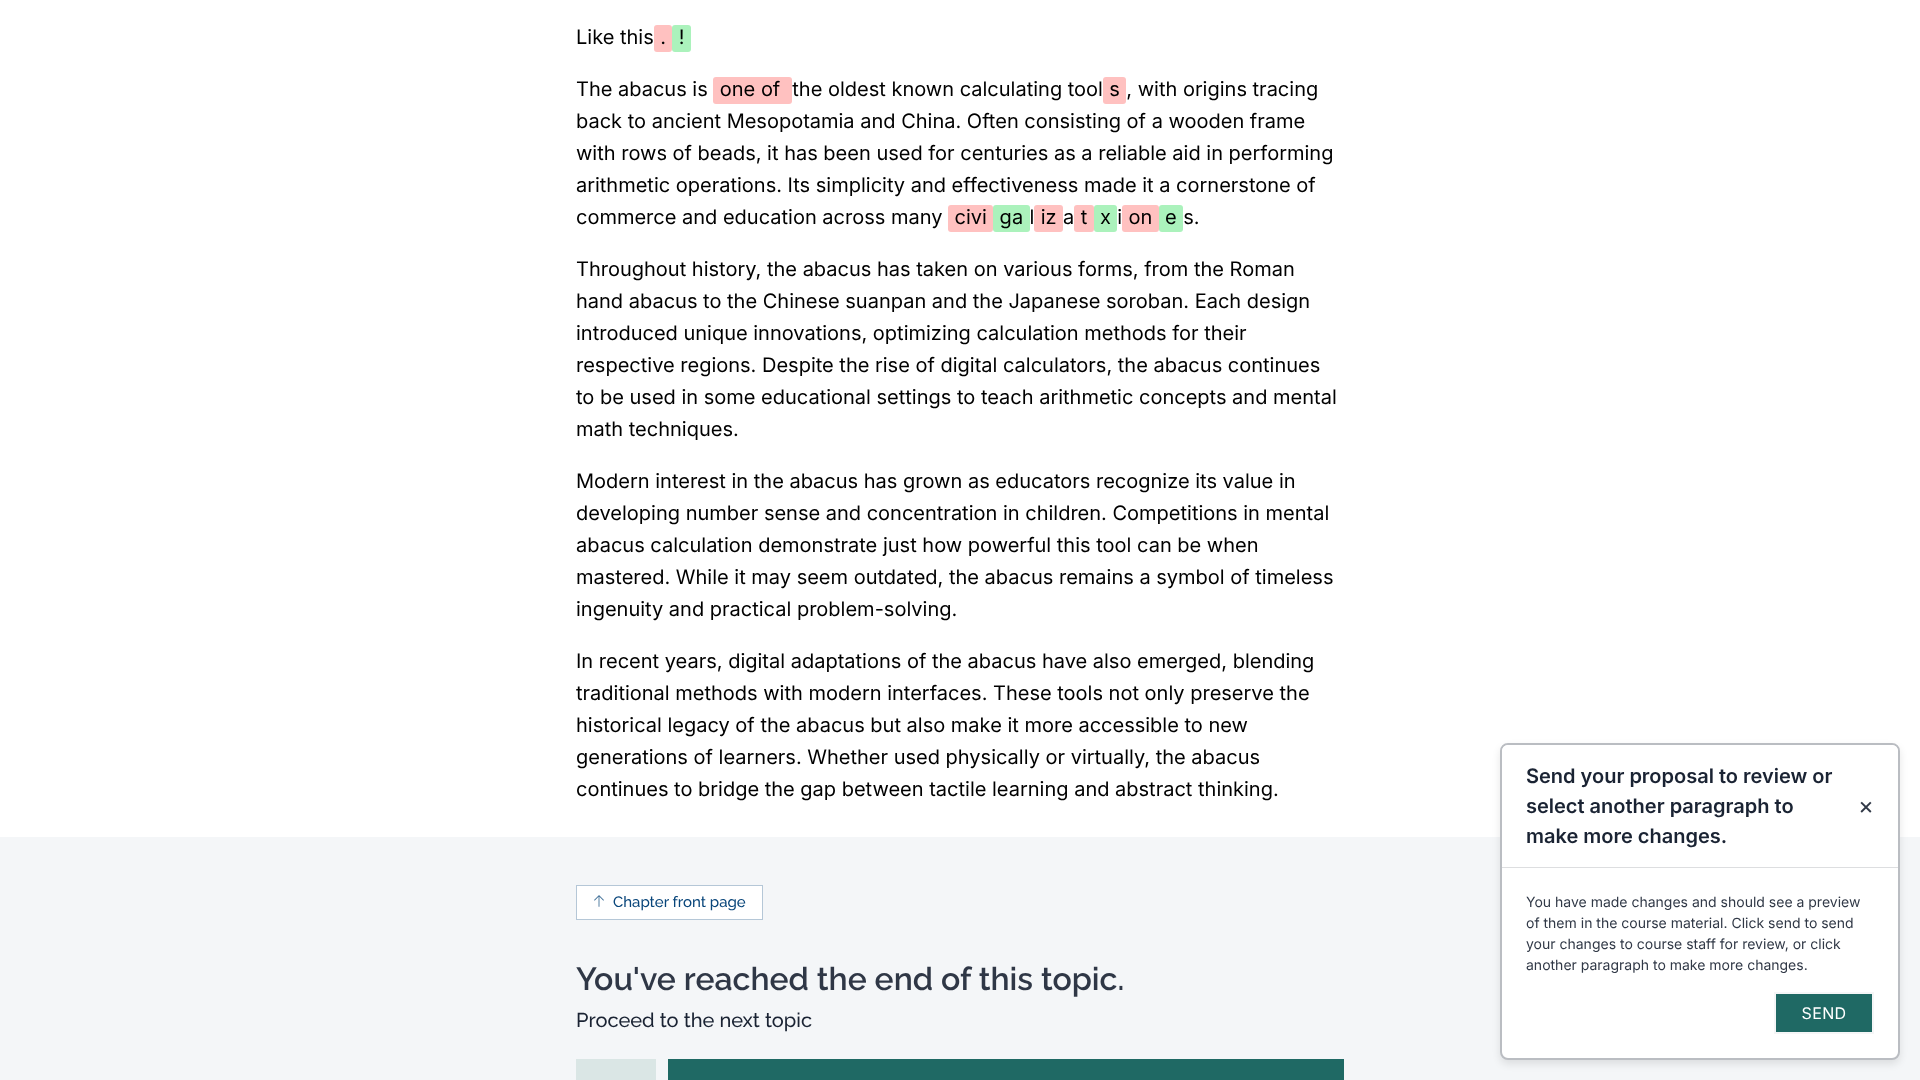 Like this. !
The abacus is one of the oldest known calculating tools, with origins tracing
back to ancient Mesopotamia and China. Often consisting of a wooden frame
with rows of beads, it has been used for centuries as a reliable aid in performing
arithmetic operations. Its simplicity and effectiveness made it a cornerstone of
commerce and education across many civi ga l iz a t x i on e s.
Throughout history, the abacus has taken on various forms, from the Roman
hand abacus to the Chinese suanpan and the Japanese soroban. Each design
introduced unique innovations, optimizing calculation methods for their
respective regions. Despite the rise of digital calculators, the abacus continues
to be used in some educational settings to teach arithmetic concepts and mental
math techniques.
Modern interest in the abacus has grown as educators recognize its value in
developing number sense and concentration in children. Competitions in mental
abacus calculation demonstrate just how powerful this tool can be when
mastered. While it may seem outdated, the abacus remains a symbol of timeless
ingenuity and practical problem-solving.
In recent years, digital adaptations of the abacus have also emerged, blending
traditional methods with modern interfaces. These tools not only preserve the
historical legacy of the abacus but also make it more accessible to new
generations of learners. Whether used physically or virtually, the abacus
continues to bridge the gap between tactile learning and abstract thinking.
Chapter front page
You've reached the end of this topic.
Proceed to the next topic
Send your proposal to review or
select another paragraph to
make more changes.
You have made changes and should see a preview
of them in the course material. Click send to send
your changes to course staff for review, or click
another paragraph to make more changes.
SEND